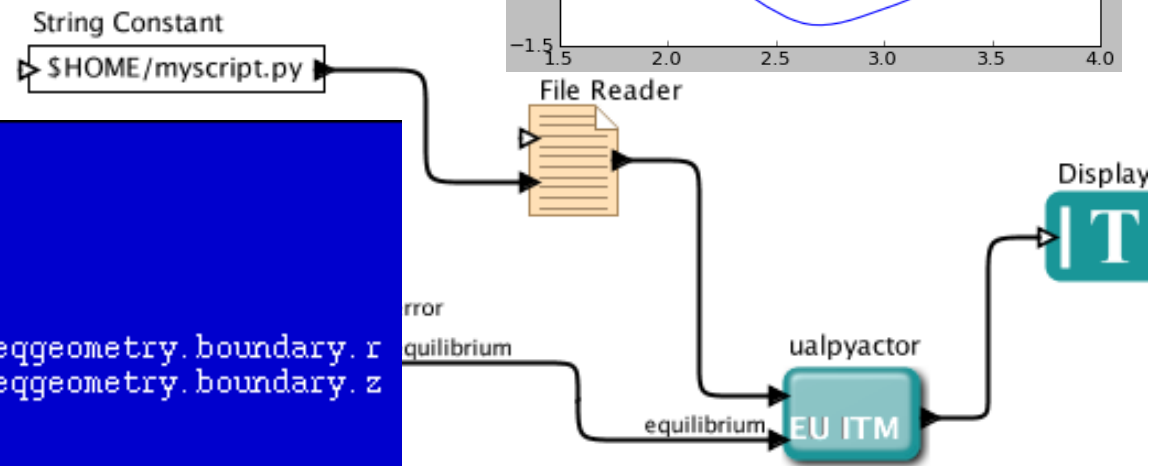 String Constant
$HOME/myscript.py
−1.5
1.5 2.0 2.5 3.0 3.5 4.0
File Reader
Display
T
rror
eqgeometry.boundary.r
quilibrium
eqgeometry.boundary.z
ualpyactor
equilibrium
EU ITM